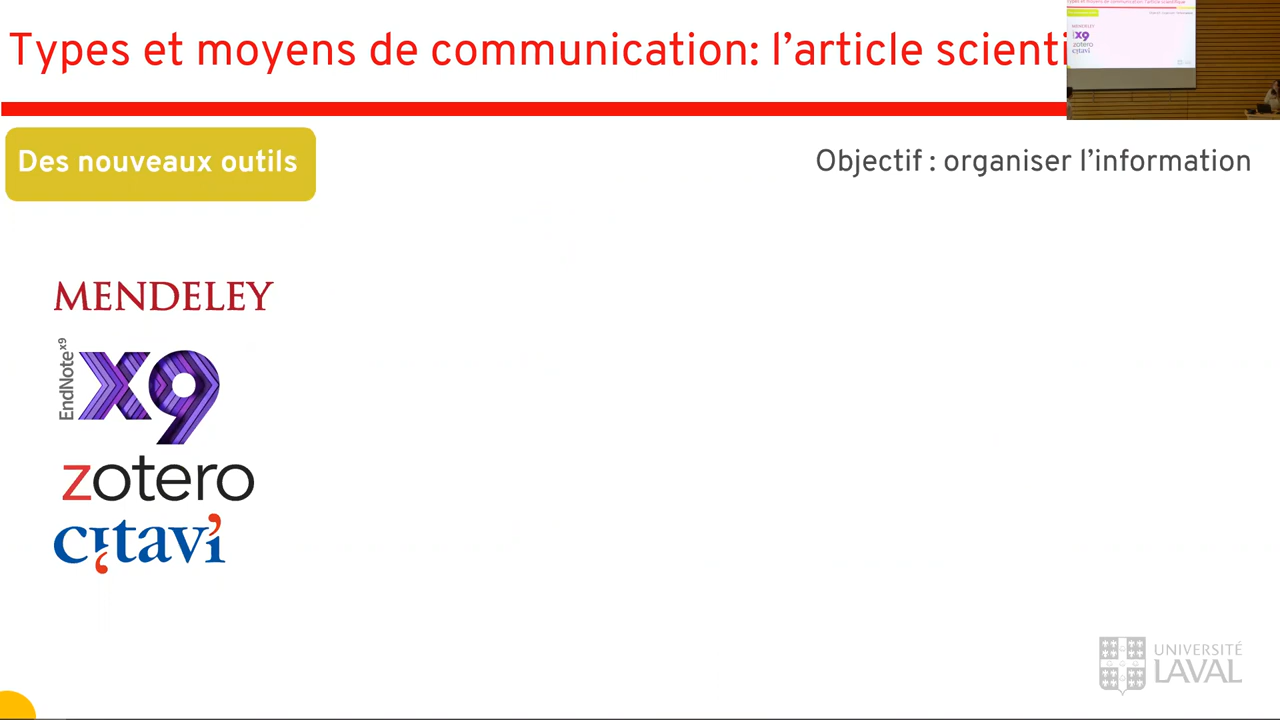 Types et moyens de communication: l’article scienti
Des nouveaux outils
Objectif : organiser l’information
MENDELEY
EndNote x9
X9
zotero
citavi
UNIVERSITÉ
LAVAL